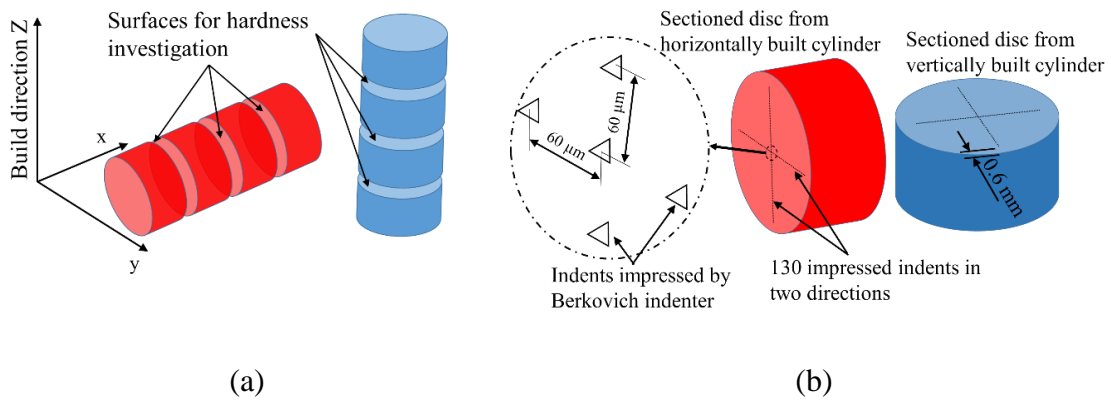 Build direction Z
Surfaces for hardness
investigation
x
y
(a)
Sectioned disc from
horizontally built cylinder
Sectioned disc from
vertically built cylinder
60 μm
60 μm
0.6 mm
Indents impressed by
Berkovich indenter
130 impressed indents in
two directions
(b)